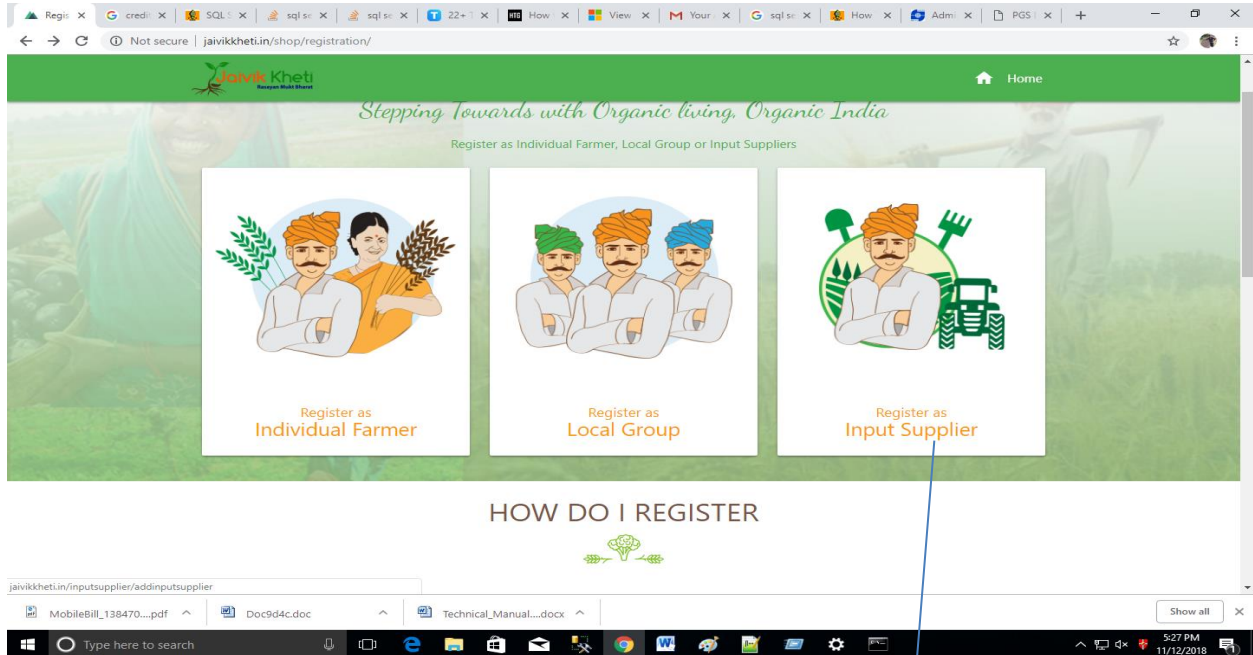 Regis
credit
SQL S
sql se
sql se
22+ T
HTG How
View
M Your
sql se
How
Admi
PGS
Not secure | jaivikkheti.in/shop/registration/
Jaivik Kheti
Rasayan Mukt Bharat
Home
Stepping Towards with Organic living, Organic India
Register as Individual Farmer, Local Group or Input Suppliers
Register as
Individual Farmer
Register as
Local Group
Register as
Input Supplier
HOW DO I REGISTER
jaivikkheti.in/inputsupplier/addinputsupplier
MobileBill_138470....pdf
Doc9d4c.doc
Technical_Manual....docx
Show all
Type here to search
5:27 PM
11/12/2018